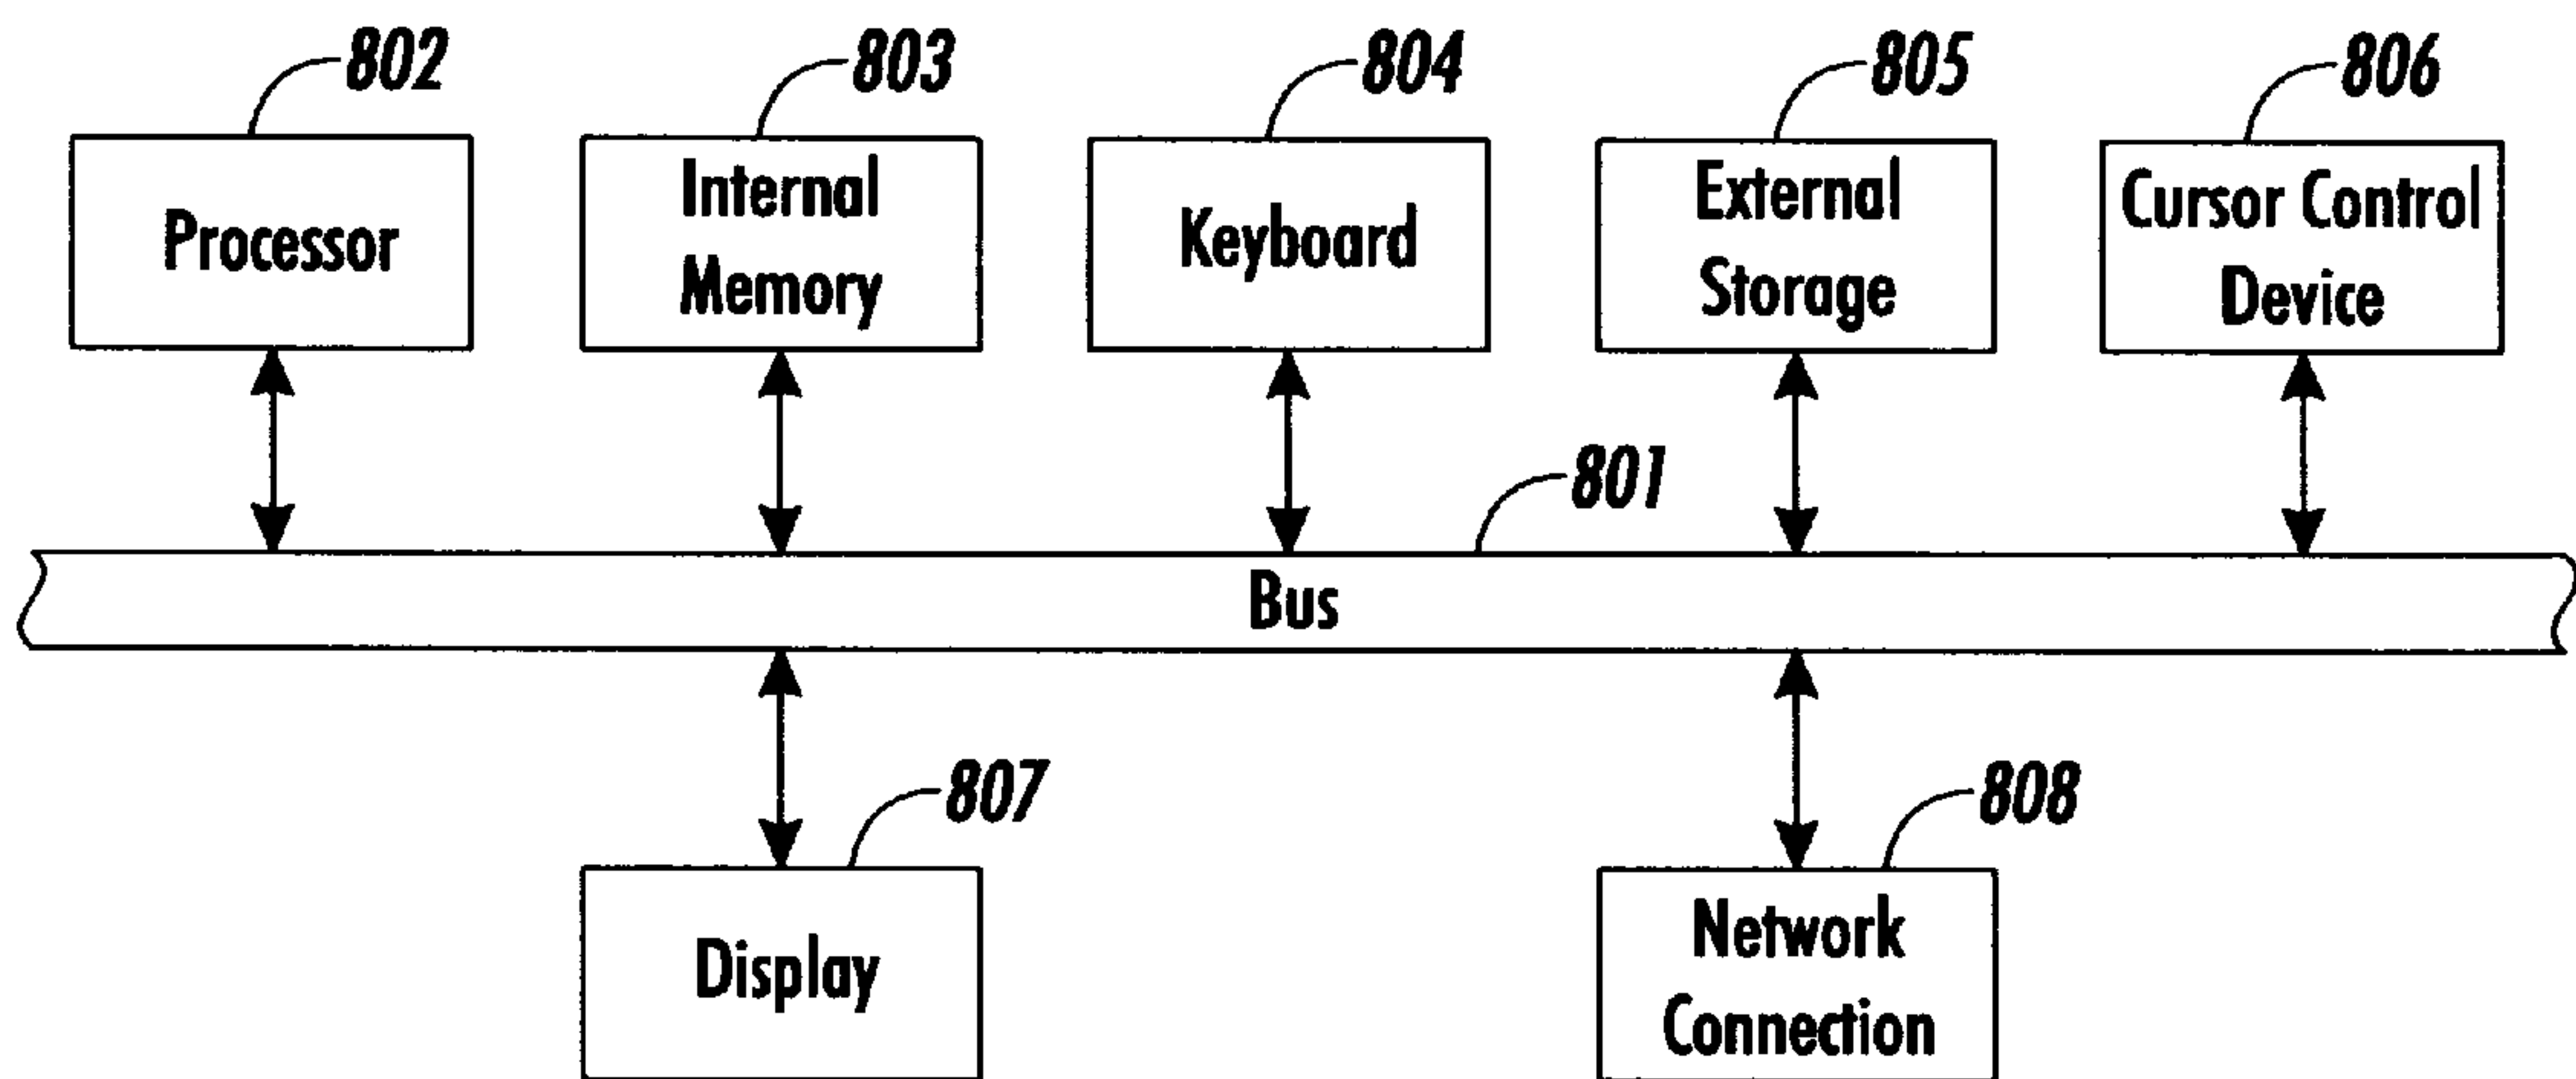 802
803
804
805
806
Processor
Internal
Memory
Keyboard
External
Storage
Cursor Control
Device
801
Bus
807
808
Display
Network
Connection